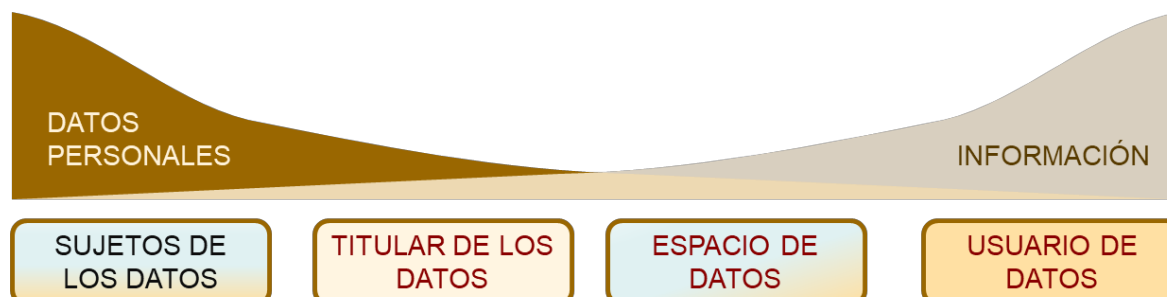 DATOS
PERSONALES
INFORMACIÓN
SUJETOS DE
LOS DATOS
TITULAR DE LOS
DATOS
ESPACIO DE
DATOS
USUARIO DE
DATOS